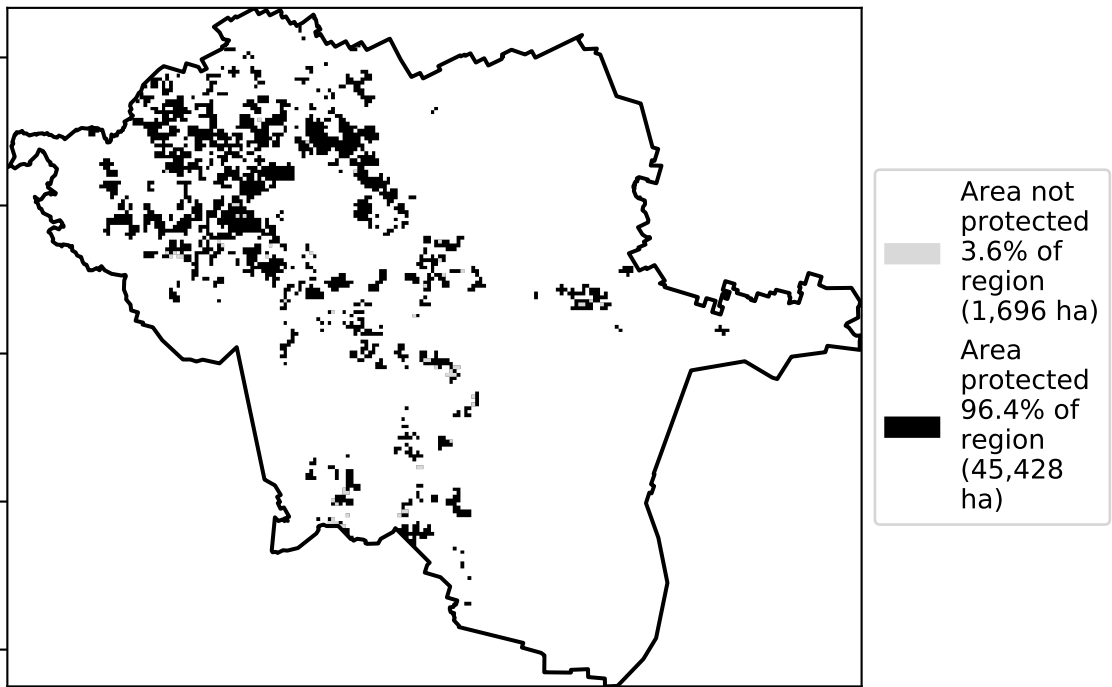 Area not
protected
3.6% of
region
(1,696 ha)
Area
protected
96.4% of
region
(45,428
ha)